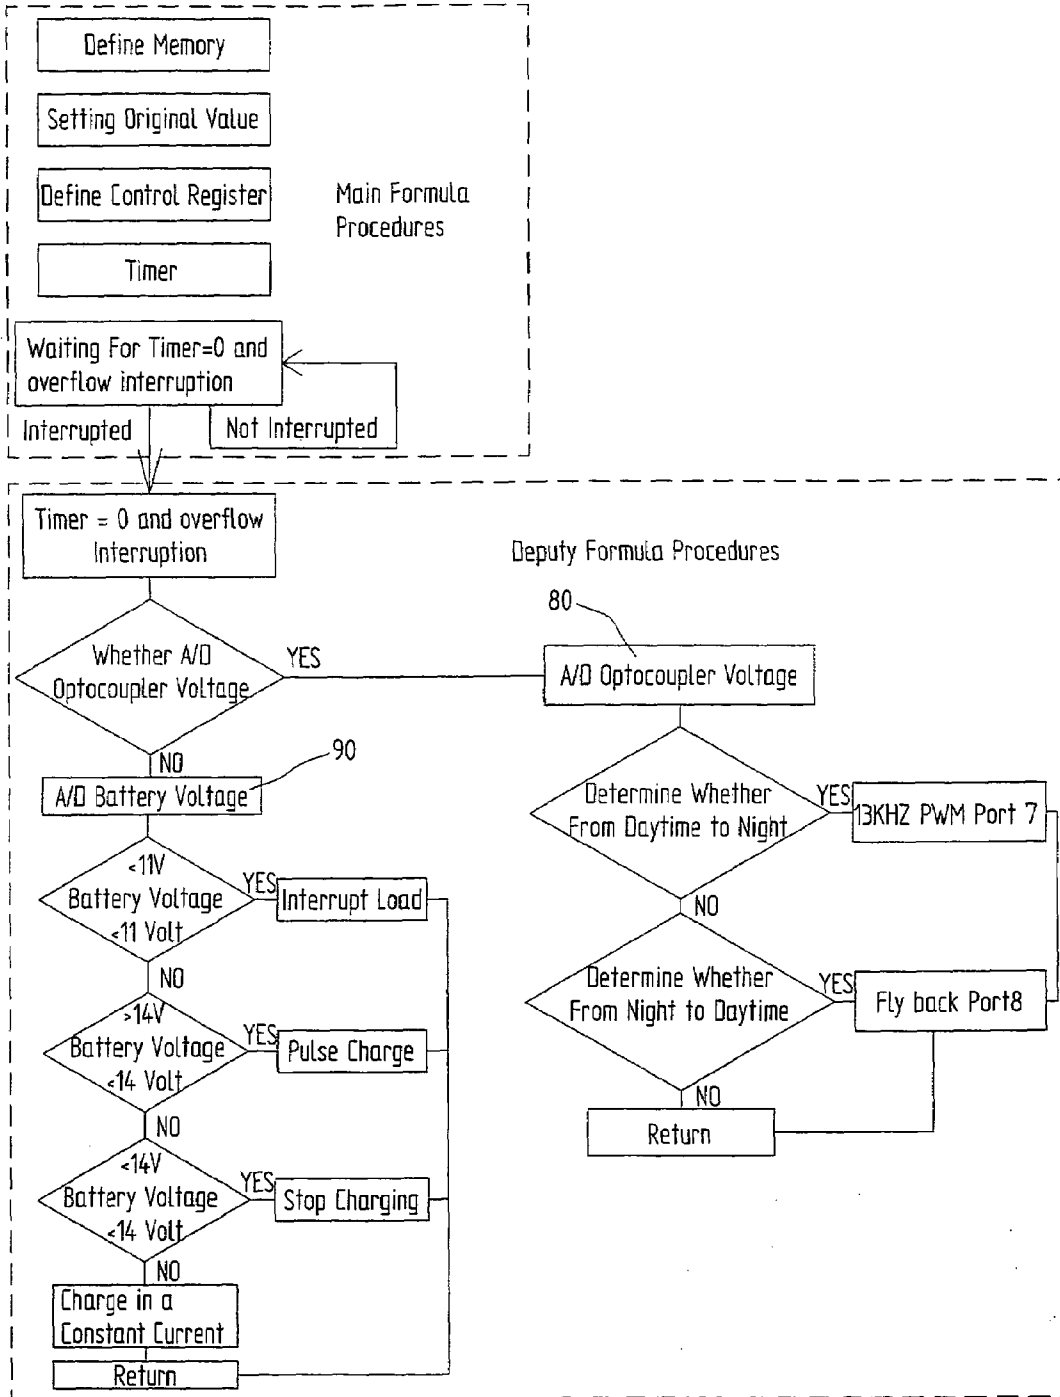 Define Memory
Setting Original Value
Define Control Register
Timer
Main Formula
Procedures
Waiting For Timer=0 and
overflow interruption
Interrupted
Not Interrupted
Timer = 0 and overflow
Interruption
Deputy Formula Procedures
80
Whether A/D
Optocoupler Voltage
YES
A/D Optocoupler Voltage
NO
90
A/D Battery Voltage
Determine Whether
From Daytime to Night
YES
13KHZ PWM Port 7
<11V
Battery Voltage
<11 Volt
YES
Interrupt Load
NO
NO
Determine Whether
From Night to Daytime
YES
Fly back Port8
>14V
Battery Voltage
<14 Volt
YES
Pulse Charge
NO
NO
Return
<14V
Battery Voltage
<14 Volt
YES
Stop Charging
NO
Charge in a
Constant Current
Return